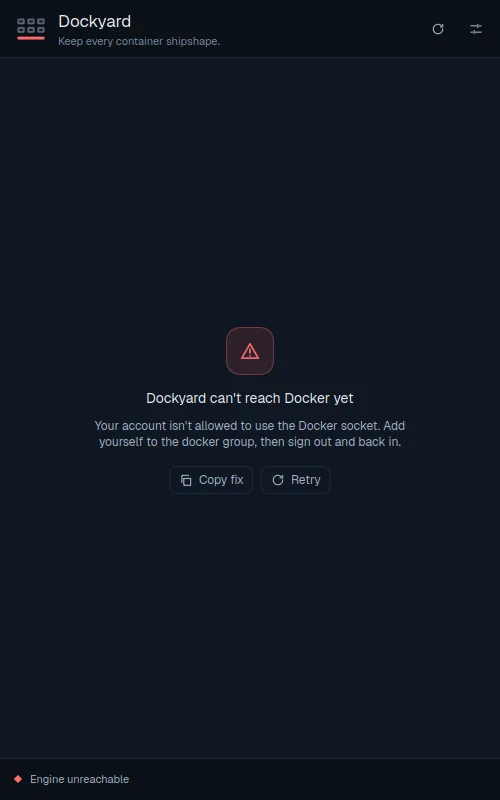 Dockyard
Keep every container shipshape.
Dockyard can't reach Docker yet
Your account isn't allowed to use the Docker socket. Add
yourself to the docker group, then sign out and back in.
Copy fix
Retry
Engine unreachable